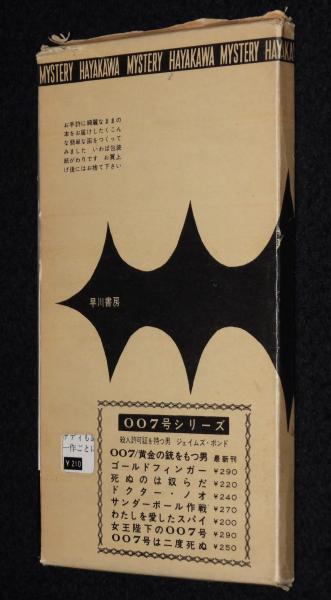 MYSTERY HAYAKAWA MYSTERY HAYAKAWA MYSTERY HAYAKA
お手許に綺麗なままの
本をお届けしたくこん
な簡単な函をつくって
みました いわば包装
紙がわりです お買上
げ後にはお捨て下さい
早川書房
一作ごとに
¥210
007号シリーズ
殺人許可証を持つ男 ジェイムズ・ボンド
007/黄金の銃をもつ男 最新刊
ゴールドフィンガー ¥290
死ぬのは奴らだ ¥220
ドクター・ノオ ¥240
サンダーボール作戦 ¥270
わたしを愛したスパイ ¥200
女王陛下の007号 ¥290
007号は二度死ぬ ¥250